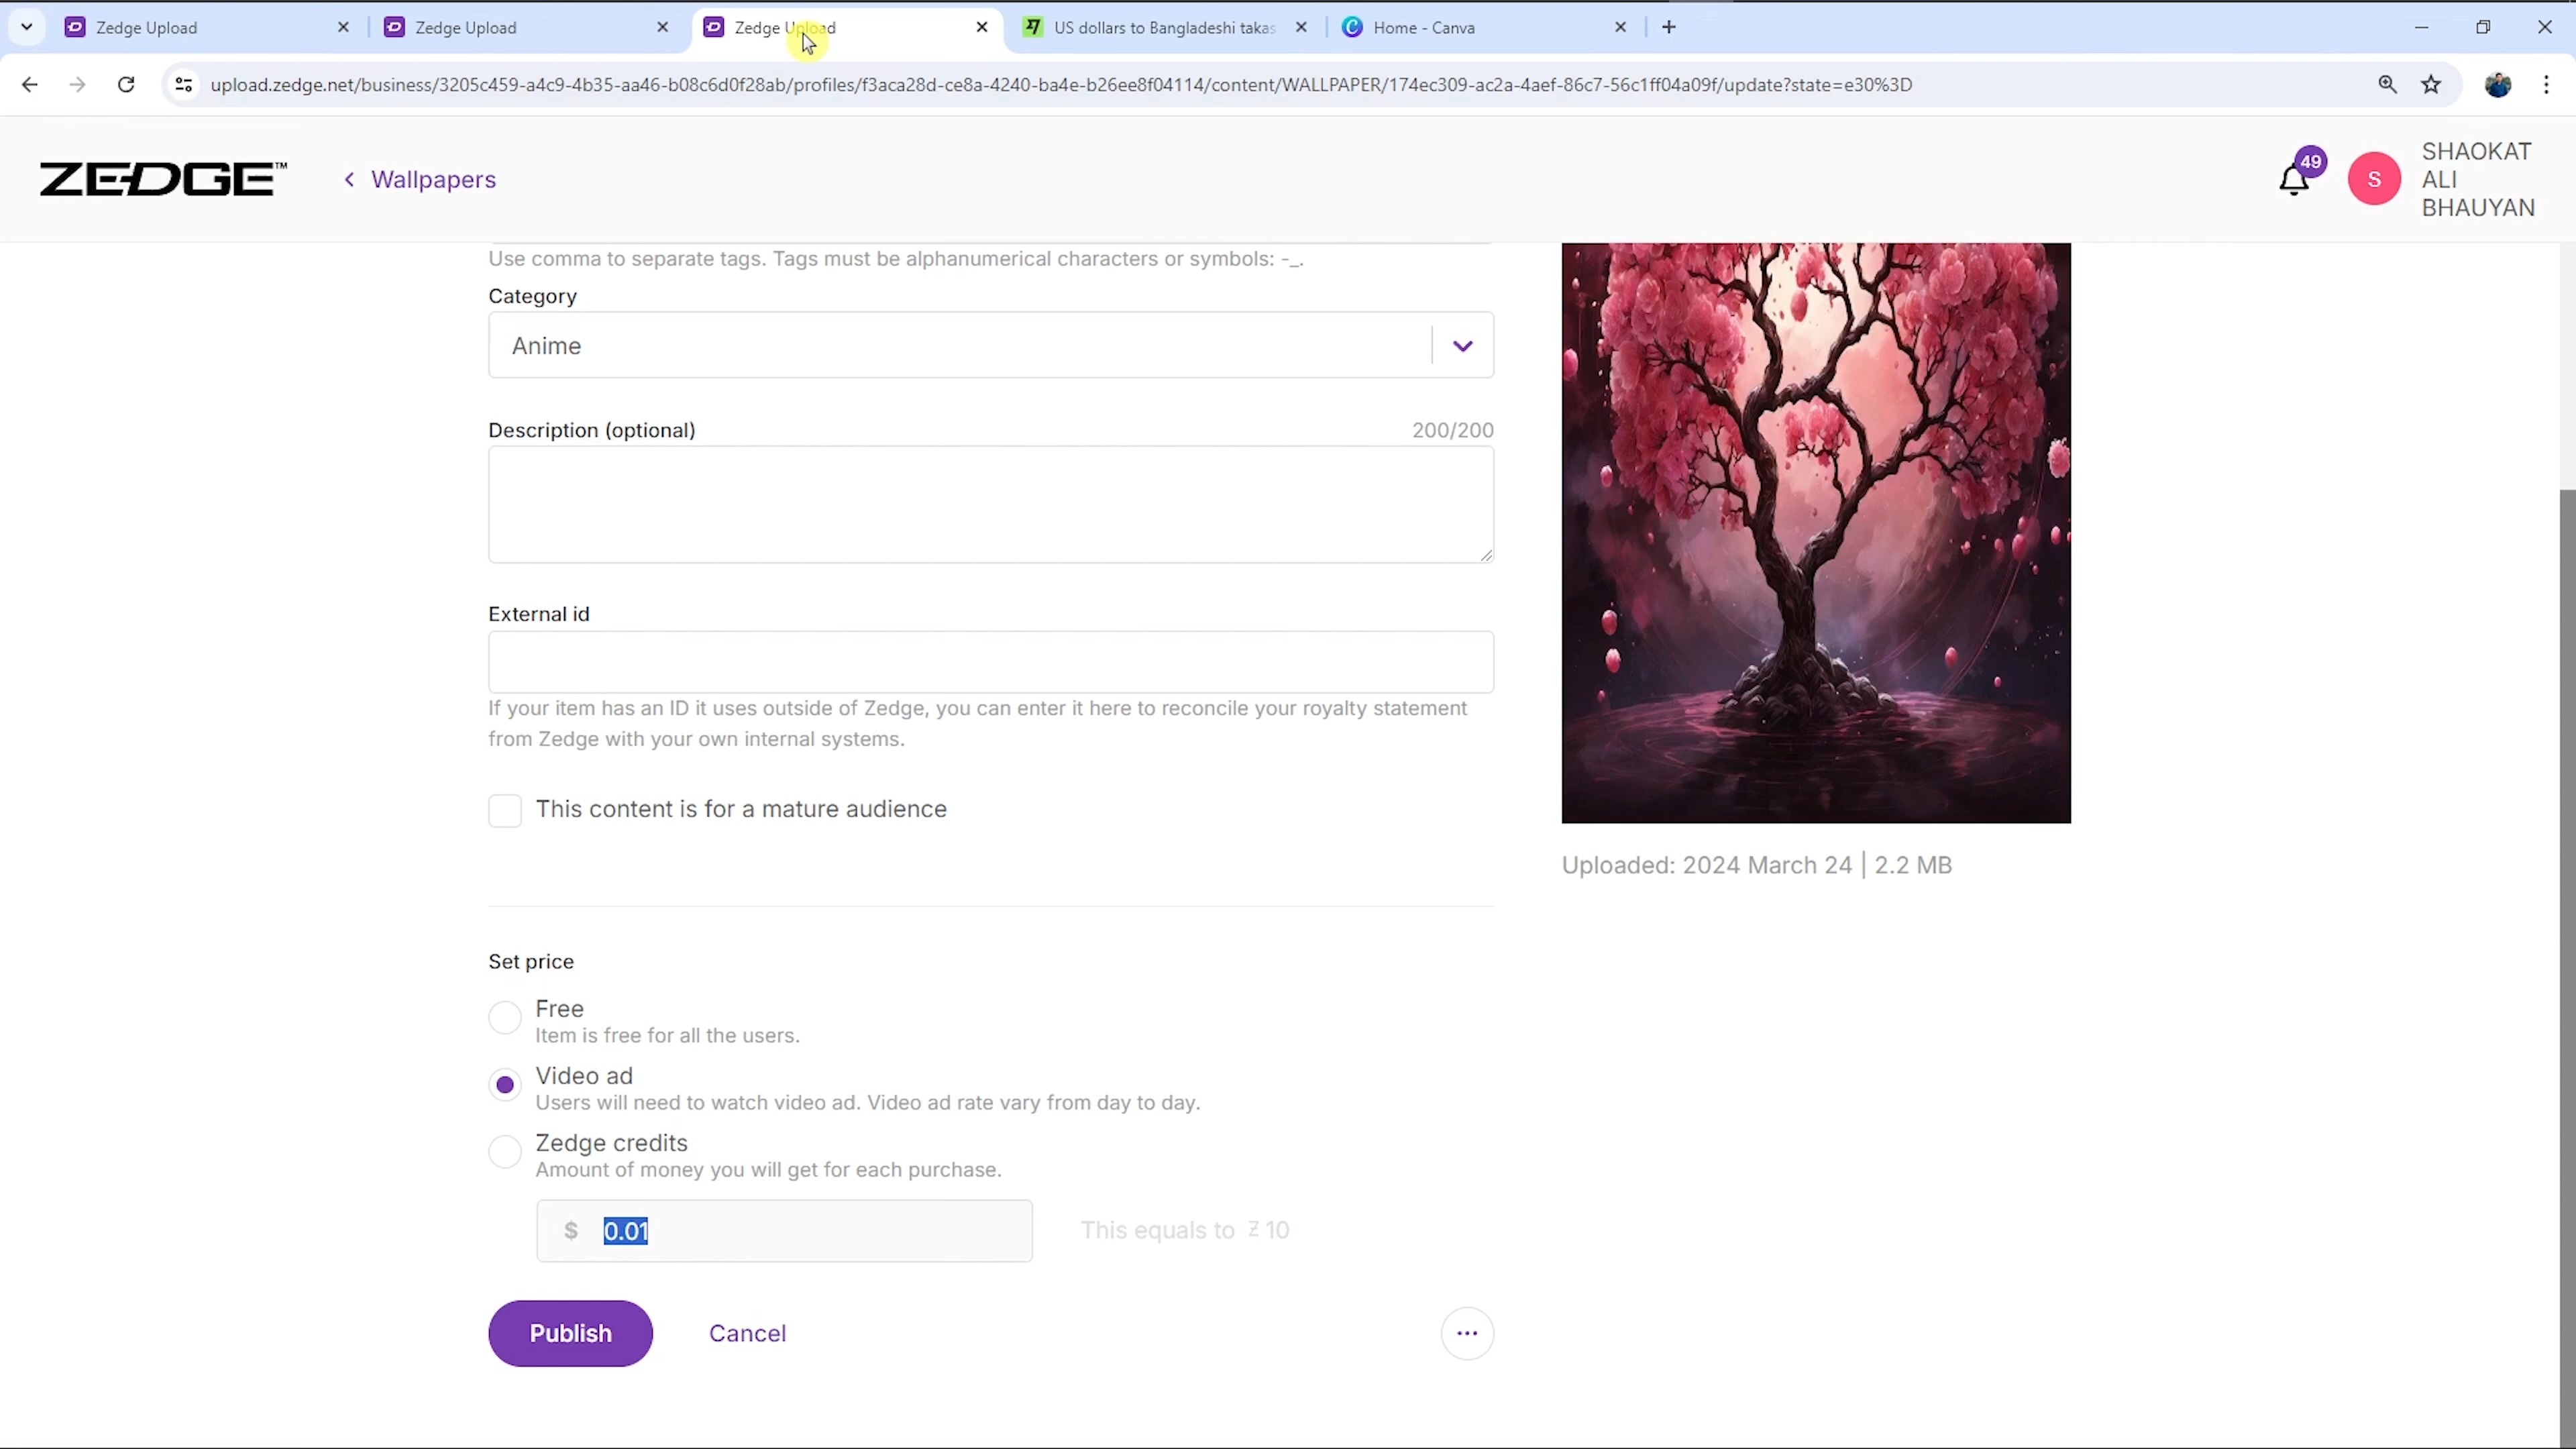 Zedge Upload
Zedge Upload
Zedge Upload
US dollars to Bangladeshi takas
Home - Canva
upload.zedge.net/business/3205c459-a4c9-4b35-aa46-b08c6d0f28ab/profiles/f3aca28d-ce8a-4240-ba4e-b26ee8f04114/content/WALLPAPER/174ec309-ac2a-4aef-86c7-56c1ff04a09f/update?state=e30%3D
ZEDGE™
Wallpapers
49
S
SHAOKAT
ALI
BHAUYAN
Use comma to separate tags. Tags must be alphanumerical characters or symbols: -_.
Category
Anime
Description (optional)
200/200
External id
If your item has an ID it uses outside of Zedge, you can enter it here to reconcile your royalty statement
from Zedge with your own internal systems.
This content is for a mature audience
Uploaded: 2024 March 24 | 2.2 MB
Set price
Free
Item is free for all the users.
Video ad
Users will need to watch video ad. Video ad rate vary from day to day.
Zedge credits
Amount of money you will get for each purchase.
$ 0.01
This equals to Ƶ 10
Publish
Cancel